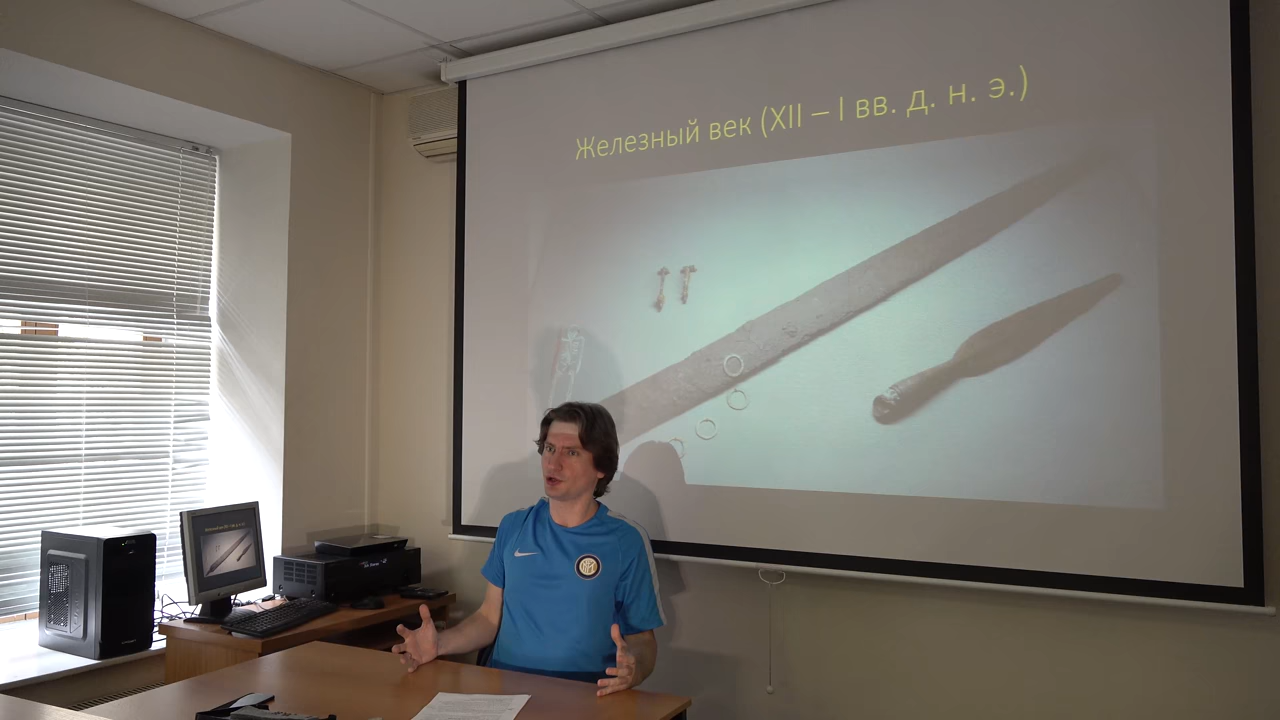 Железный век (XII – I вв. д. н. э.)